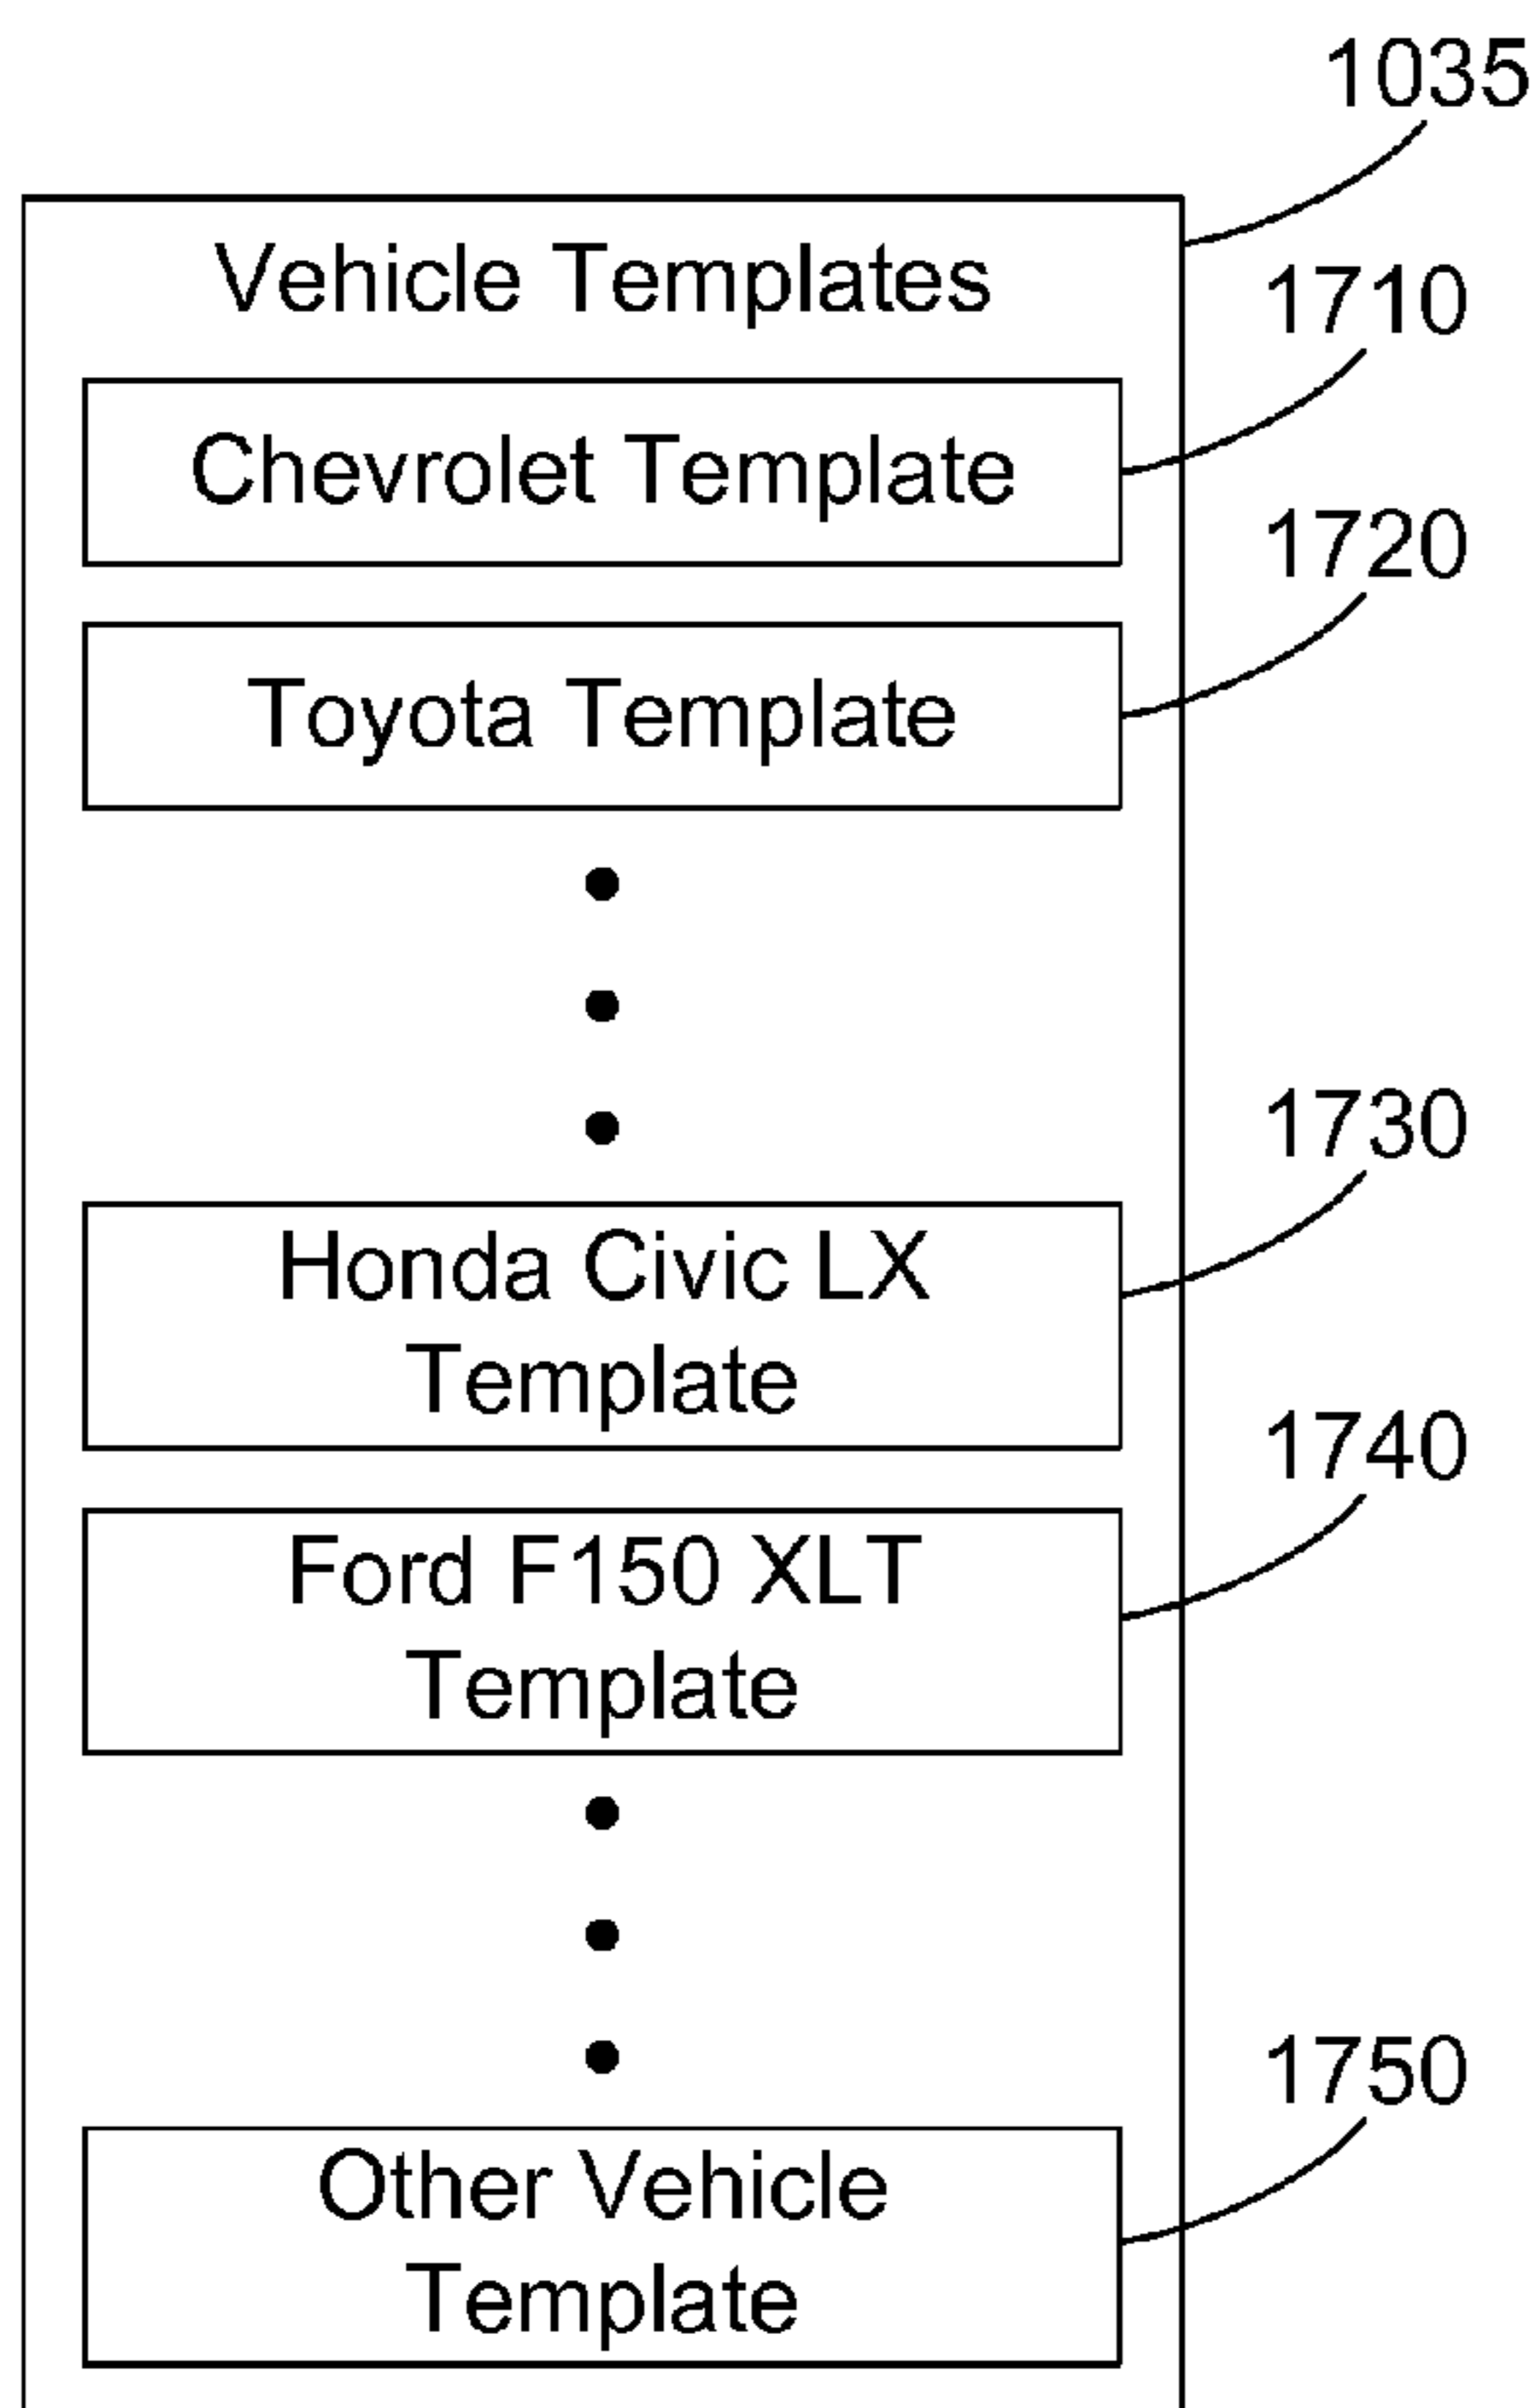 1035
Vehicle Templates
1710
Chevrolet Template
1720
Toyota Template
1730
Honda Civic LX
Template
1740
Ford F150 XLT
Template
1750
Other Vehicle
Template